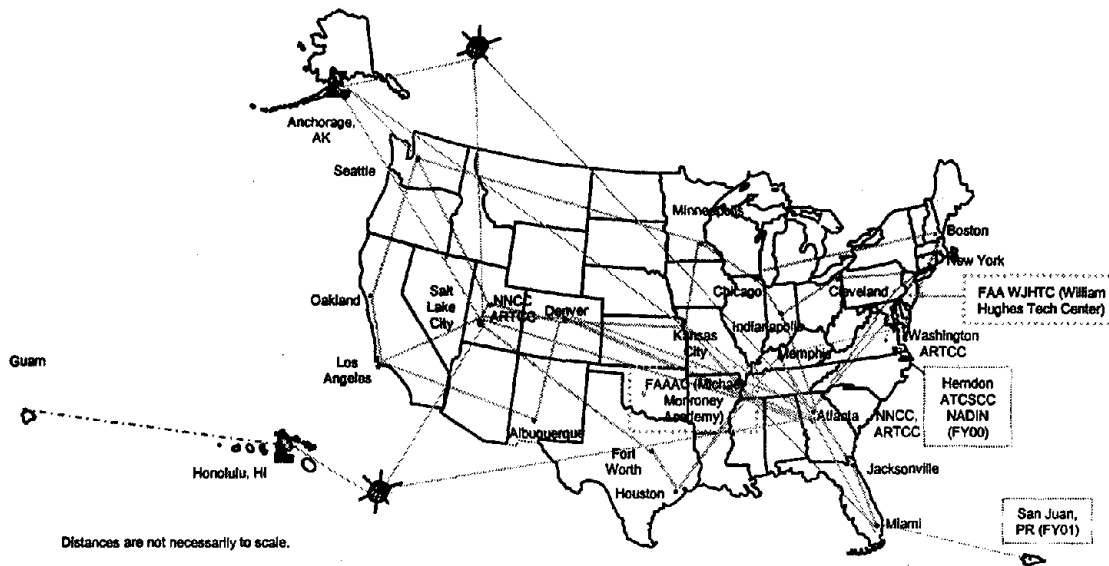 Anchorage,
AK
Seattle
Minneapolis
Boston
New York
Chicago
Cleveland
FAA WJHTC (William
Hughes Tech Center)
Oakland
Salt
Lake
City
NNCC
ARTCC
Denver
Kansas
City
Indianapolis
Memphis
Washington
ARTCC
Guam
Los
Angeles
FAAAC (Michael
Monroney
Academy)
Herndon
ATCSCC
NADIN
(FY00)
Atlanta
NNCC,
ARTCC
Albuquerque
Fort
Worth
Honolulu, HI
Houston
Jacksonville
Miami
San Juan,
PR (FY01)
Distances are not necessarily to scale.